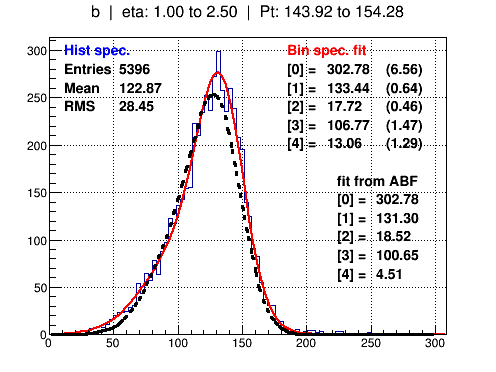 b | eta: 1.00 to 2.50 | Pt: 143.92 to 154.28
Hist spec.
Entries 5396
Mean 122.87
RMS 28.45
Bin spec. fit
[0] = 302.78 (6.56)
[1] = 133.44 (0.64)
[2] = 17.72 (0.46)
[3] = 106.77 (1.47)
[4] = 13.06 (1.29)
fit from ABF
[0] = 302.78
[1] = 131.30
[2] = 18.52
[3] = 100.65
[4] = 4.51
300
250
200
150
100
50
0
0 50 100 150 200 250 300